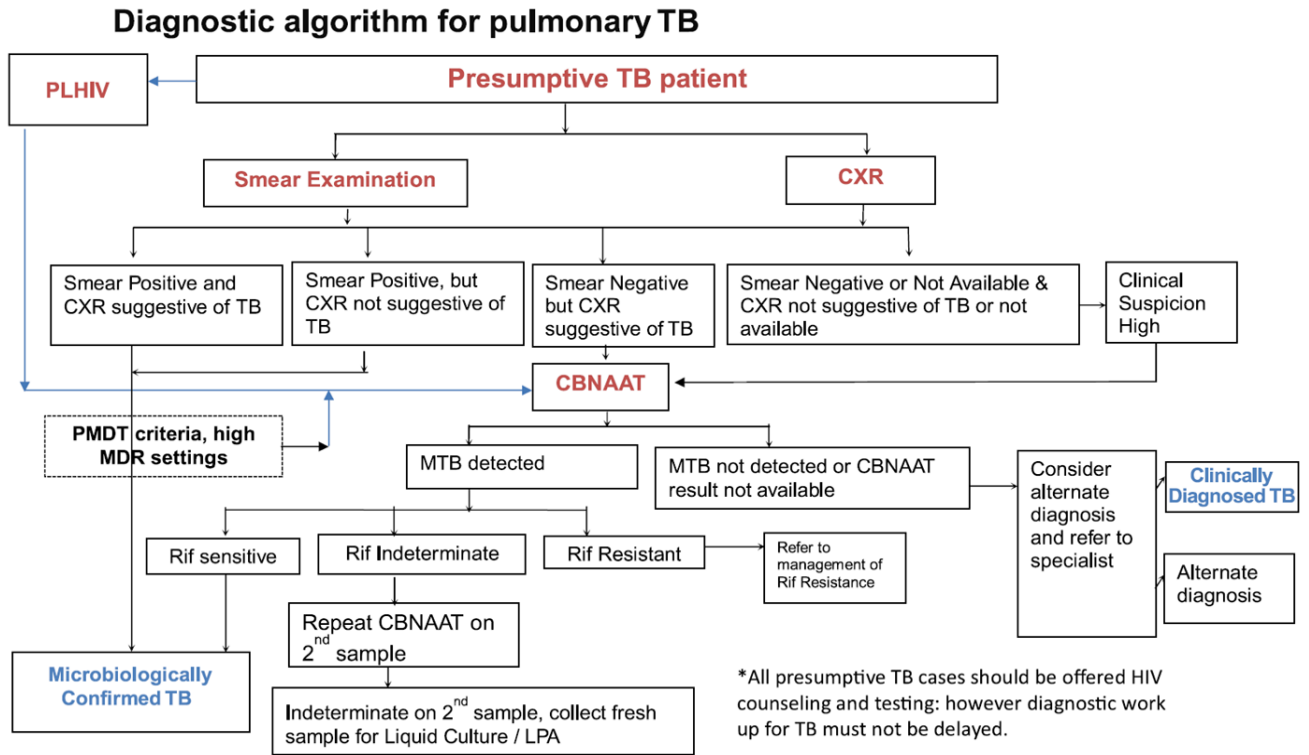 Diagnostic algorithm for pulmonary TB
PLHIV
Presumptive TB patient
Smear Examination
CXR
Smear Positive and
CXR suggestive of TB
Smear Positive, but
CXR not suggestive of
TB
Smear Negative
but CXR
suggestive of TB
Smear Negative or Not Available &
CXR not suggestive of TB or not
available
Clinical
Suspicion
High
CBNAAT
PMDT criteria, high
MDR settings
MTB detected
MTB not detected or CBNAAT
result not available
Consider
alternate
diagnosis
and refer to
specialist
Clinically
Diagnosed TB
Rif sensitive
Rif Indeterminate
Rif Resistant
Refer to
management of
Rif Resistance
Alternate
diagnosis
Repeat CBNAAT on
2nd sample
Microbiologically
Confirmed TB
Indeterminate on 2nd sample, collect fresh
sample for Liquid Culture / LPA
*All presumptive TB cases should be offered HIV
counseling and testing: however diagnostic work
up for TB must not be delayed.